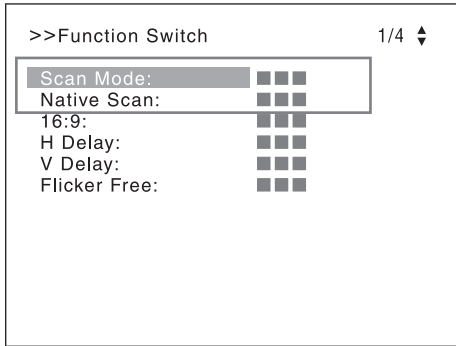 >>Function Switch 1/4
Scan Mode: ■■■
Native Scan: ■■■
16:9: ■■■
H Delay: ■■■
V Delay: ■■■
Flicker Free: ■■■